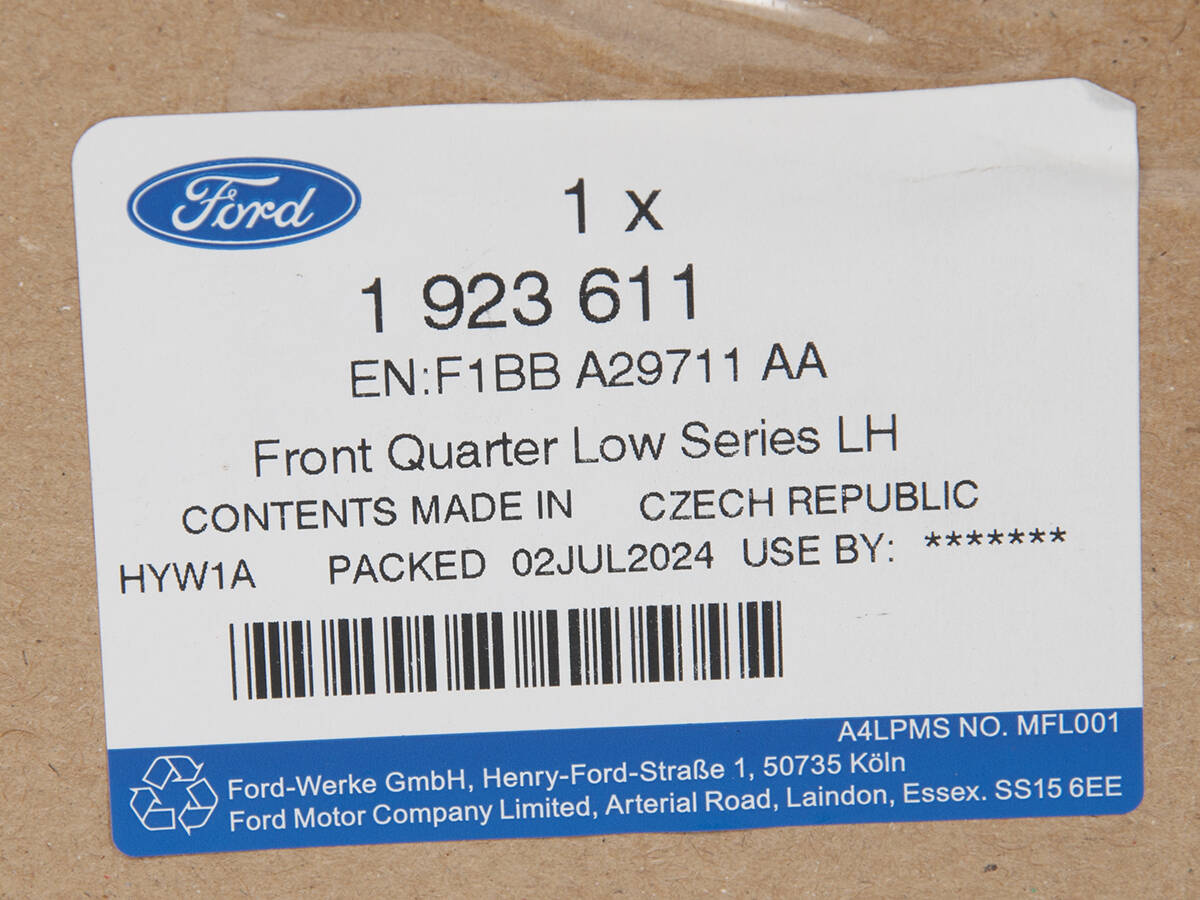 Ford
1 x
1 923 611
EN:F1BB A29711 AA
Front Quarter Low Series LH
CONTENTS MADE IN CZECH REPUBLIC
HYW1A PACKED 02JUL2024 USE BY: *******
A4LPMS NO. MFL001
Ford-Werke GmbH, Henry-Ford-Straße 1, 50735 Köln
Ford Motor Company Limited, Arterial Road, Laindon, Essex. SS15 6EE